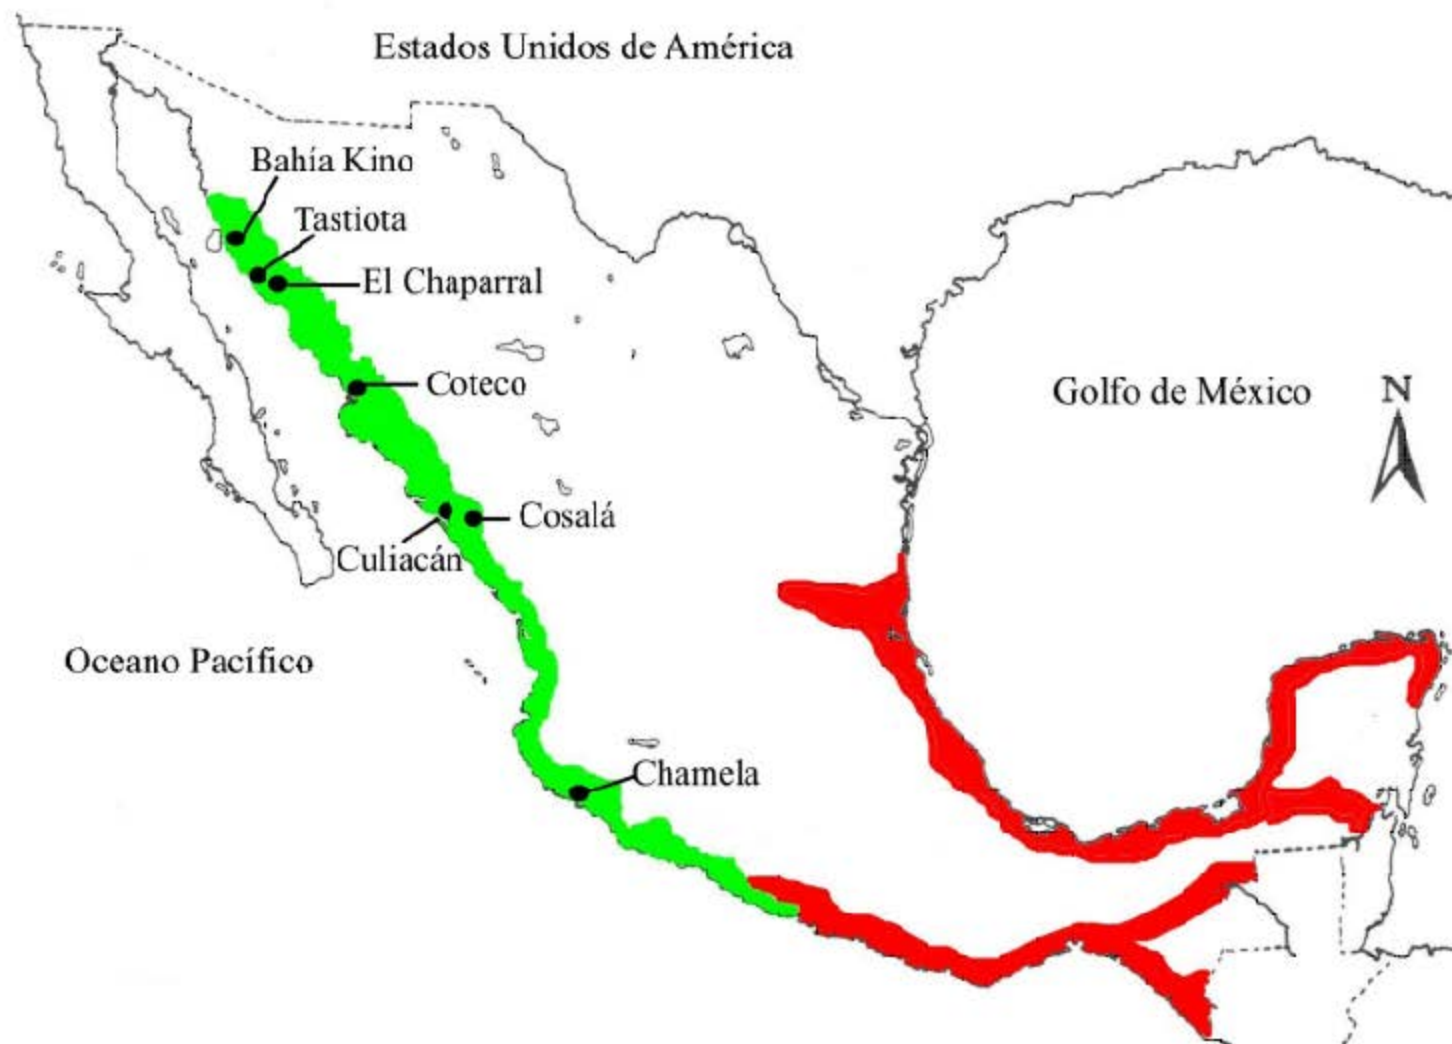 Estados Unidos de América
Bahía Kino
Tastiota
El Chaparral
Coteco
Golfo de México
N
Cosalá
Culiacán
Oceano Pacífico
Chamela